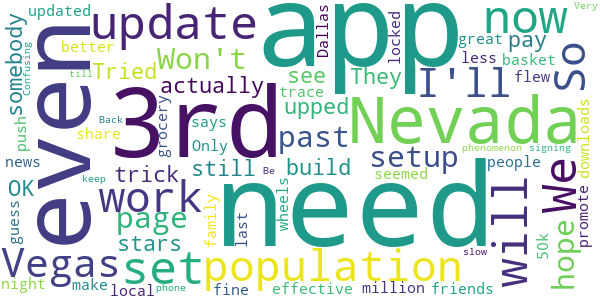 updated
better
somebody
Tried
update
Won't
They
actually
Dallas
see
trace
app
locked
I'll
now
pay
great
basket
less
flew
So
Very
Confusing
till
even
3rd
grocery
upped
past
Nevada
push
share
Back
says
Only
still
build
setup
news
OK
trick
seemed
wheels
people
phenomenon
signing
downloads
guess
work
page
stars
family
last
need
will
We
hope
Be
keep
Vegas
set
population
slow
50k
promote
night
make
local
phone
fine
effective
million
friends